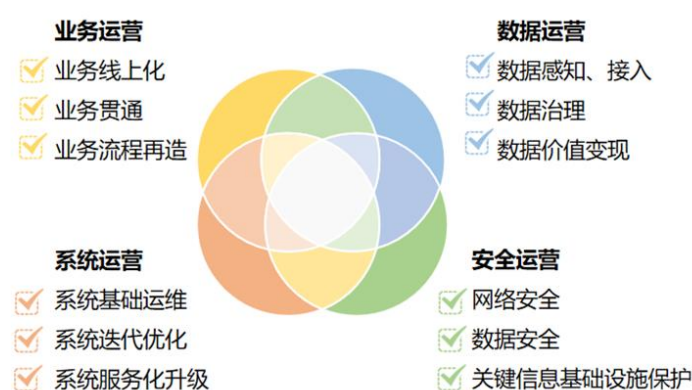 业务运营
业务线上化
业务贯通
业务流程再造
数据运营
数据感知、接入
数据治理
数据价值变现
系统运营
系统基础运维
系统迭代优化
系统服务化升级
安全运营
网络安全
数据安全
关键信息基础设施保护